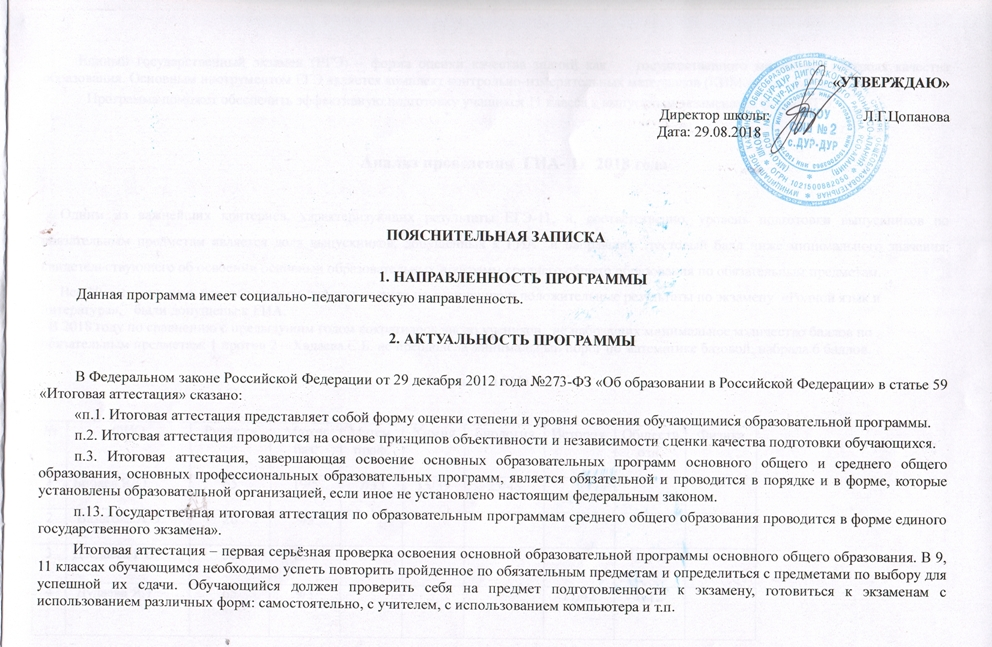 «УТВЕРЖДАЮ»
Директор школы: Л.Г.Цопанова
Дата: 29.08.2018
МБОУ
СОШ № 2
с.ДУР-ДУР
ПОЯСНИТЕЛЬНАЯ ЗАПИСКА
1. НАПРАВЛЕННОСТЬ ПРОГРАММЫ
Данная программа имеет социально-педагогическую направленность.
2. АКТУАЛЬНОСТЬ ПРОГРАММЫ
В Федеральном законе Российской Федерации от 29 декабря 2012 года №273-ФЗ «Об образовании в Российской Федерации» в статье 59
«Итоговая аттестация» сказано:
«п.1. Итоговая аттестация представляет собой форму оценки степени и уровня освоения обучающимися образовательной программы.
п.2. Итоговая аттестация проводится на основе принципов объективности и независимости оценки качества подготовки обучающихся.
п.3. Итоговая аттестация, завершающая освоение основных образовательных программ основного общего и среднего общего
образования, основных профессиональных образовательных программ, является обязательной и проводится в порядке и в форме, которые
установлены образовательной организацией, если иное не установлено настоящим федеральным законом.
п.13. Государственная итоговая аттестация по образовательным программам среднего общего образования проводится в форме единого
государственного экзамена».
Итоговая аттестация – первая серьёзная проверка освоения основной образовательной программы основного общего образования. В 9,
11 классах обучающимся необходимо успеть повторить пройденное по обязательным предметам и определиться с предметами по выбору для
успешной их сдачи. Обучающийся должен проверить себя на предмет подготовленности к экзамену, готовиться к экзаменам с
использованием различных форм: самостоятельно, с учителем, с использованием компьютера и т.п.